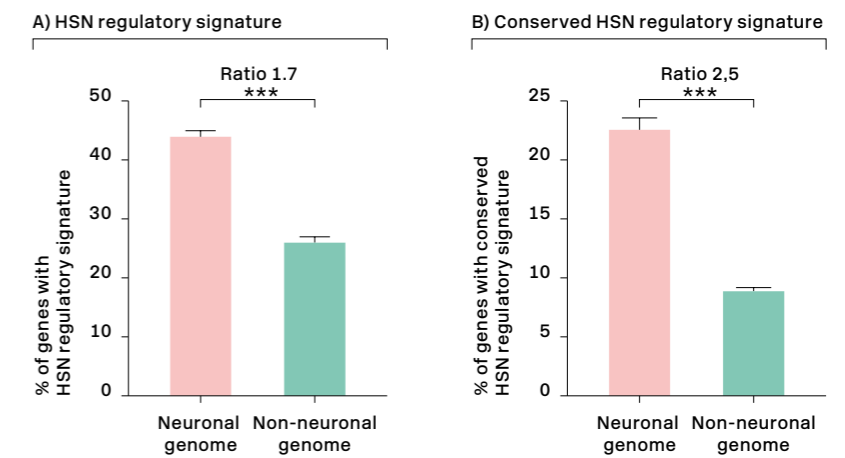 A) HSN regulatory signature
Ratio 1.7
***
50
40
30
20
10
0
% of genes with
HSN regulatory signature
Neuronal
genome
Non-neuronal
genome
B) Conserved HSN regulatory signature
Ratio 2,5
***
25
20
15
10
5
0
% of genes with conserved
HSN regulatory signature
Neuronal
genome
Non-neuronal
genome